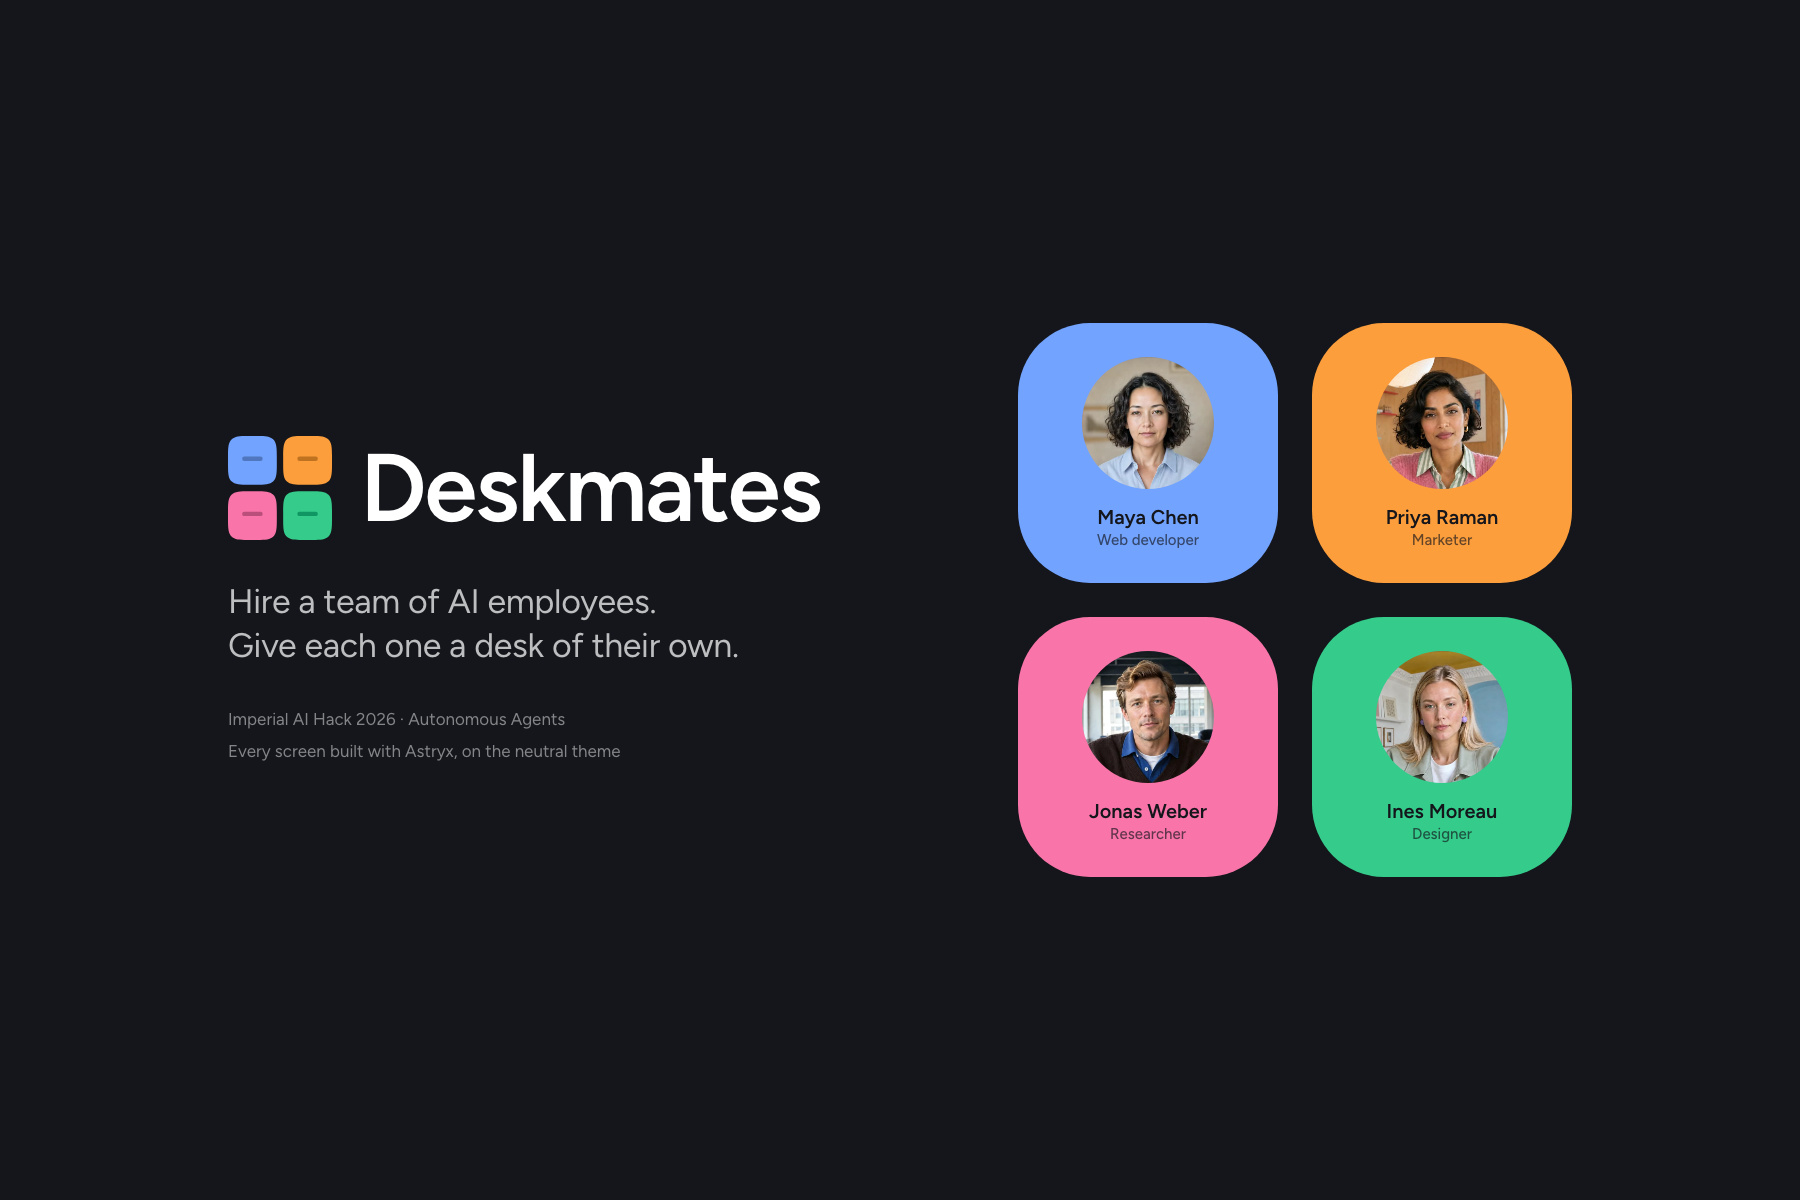 Deskmates
Hire a team of AI employees.
Give each one a desk of their own.
Imperial AI Hack 2026 · Autonomous Agents
Every screen built with Astryx, on the neutral theme
Maya Chen
Web developer
Priya Raman
Marketer
Jonas Weber
Researcher
Ines Moreau
Designer